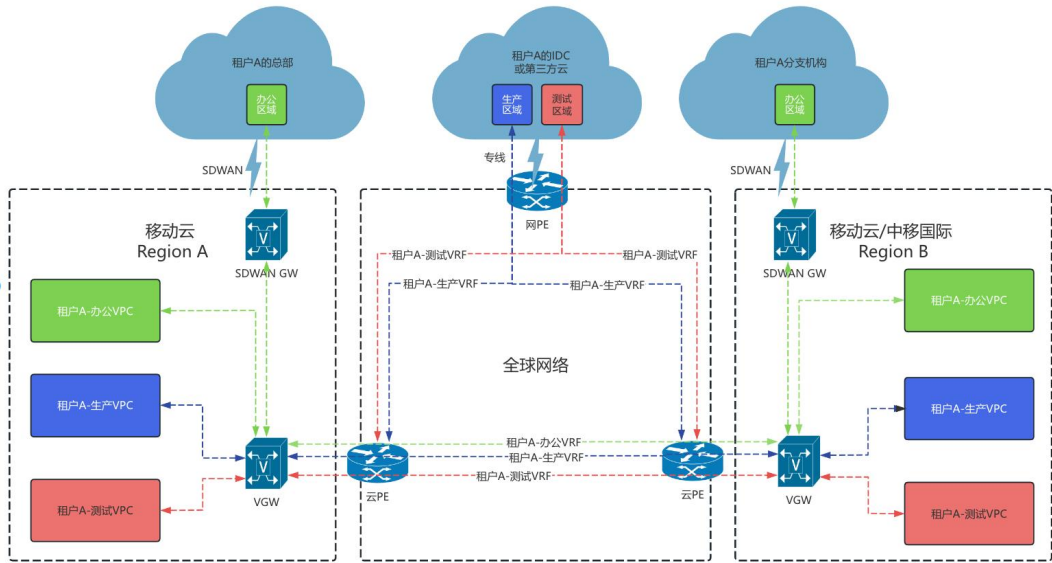 租户A的总部
办公
区域
租户A的IDC
或第三方云
生产
区域
测试
区域
租户A分支机构
办公
区域
SDWAN
专线
SDWAN
网PE
移动云
Region A
SDWAN GW
移动云/中移国际
Region B
SDWAN GW
租户A-测试VRF
租户A-测试VRF
租户A-生产VRF
租户A-生产VRF
租户A-办公VPC
租户A-办公VPC
全球网络
租户A-生产VPC
租户A-生产VPC
租户A-办公VRF
租户A-生产VRF
租户A-测试VRF
V
V
V
V
VGW
云PE
云PE
VGW
租户A-测试VPC
租户A-测试VPC